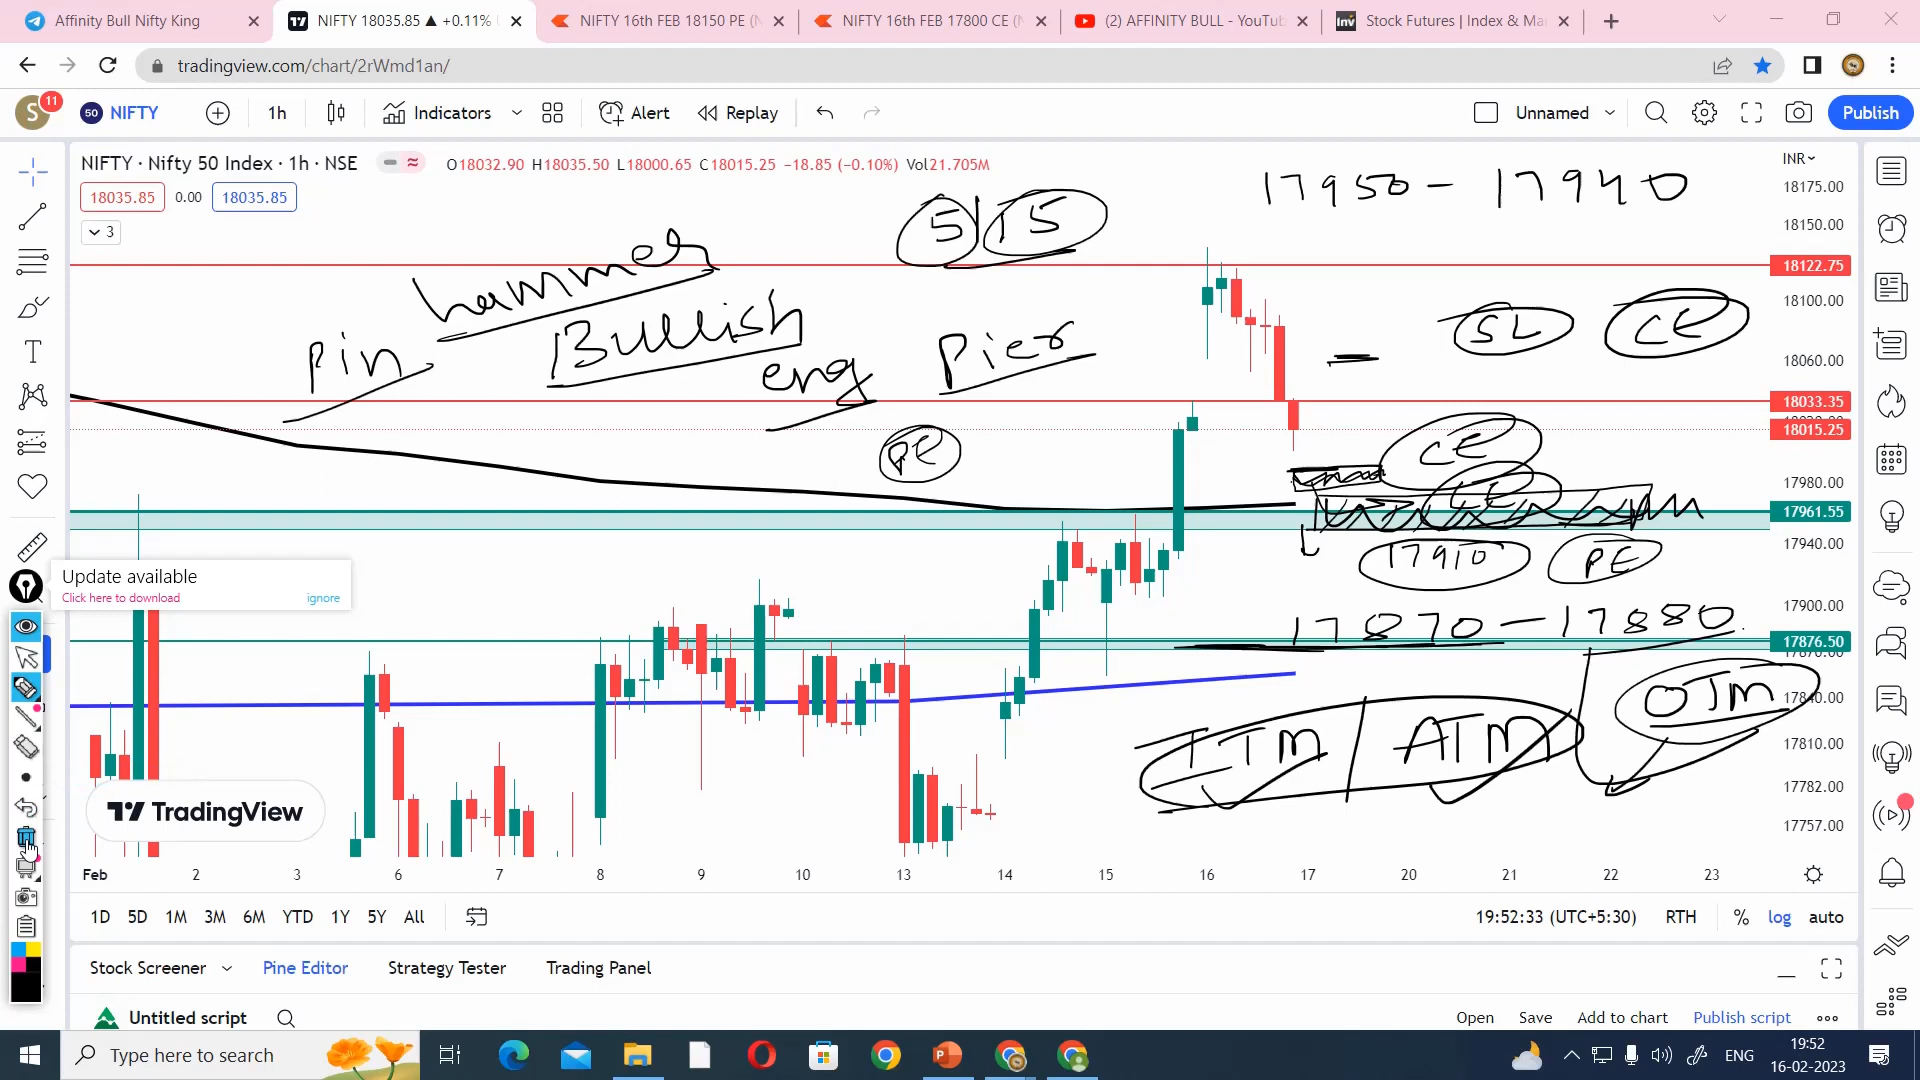 Affinity Bull Nifty King
NIFTY 18035.85 ▲ +0.11%
NIFTY 16th FEB 18150 PE (N
NIFTY 16th FEB 17800 CE (N
(2) AFFINITY BULL - YouTub
Inv Stock Futures | Index & Ma
tradingview.com/chart/2rWmd1an/
S 11 50 NIFTY 1h Indicators Alert Replay Unnamed Publish
NIFTY · Nifty 50 Index · 1h · NSE O18032.90 H18035.50 L18000.65 C18015.25 −18.85 (−0.10%) Vol21.705M INR
18035.85 0.00 18035.85
3
17950 - 17940
5 | 15
hammer
Pin
Bullish
eng
Pier
SL CE
PE
CE
CE
17910 PE
17870 - 17880
ITM / ATM OTM
18175.00
18150.00
18122.75
18100.00
18060.00
18033.35
18015.25
17980.00
17961.55
17940.00
17900.00
17876.50
17840.00
17810.00
17782.00
17757.00
Update available
Click here to download ignore
TradingView
Feb 2 3 6 7 8 9 10 13 14 15 16 17 20 21 22 23
1D 5D 1M 3M 6M YTD 1Y 5Y All 19:52:33 (UTC+5:30) RTH % log auto
Stock Screener Pine Editor Strategy Tester Trading Panel
Untitled script Open Save Add to chart Publish script
Type here to search
ENG
19:52
16-02-2023